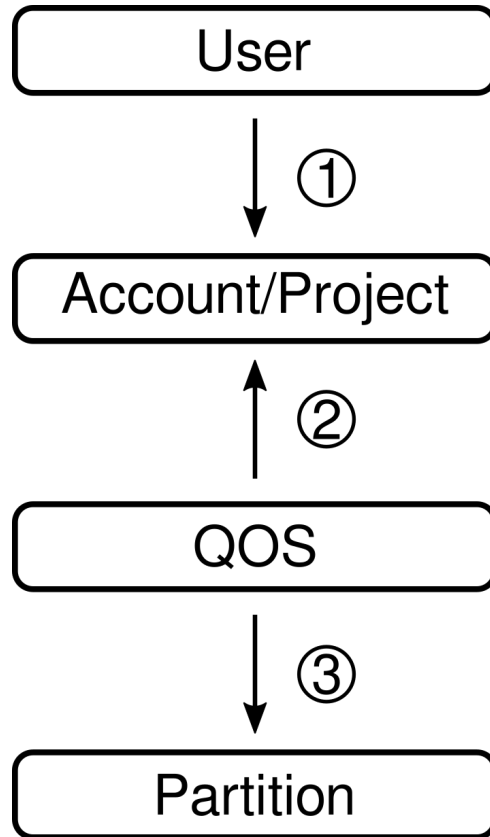 User
①
Account/Project
②
QOS
③
Partition